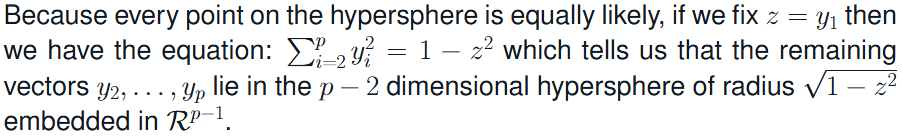 Because every point on the hypersphere is equally likely, if we fix $z = y_1$ then
we have the equation: $\sum_{i=2}^{p} y_i^2 = 1 - z^2$ which tells us that the remaining
vectors $y_2, \ldots, y_p$ lie in the $p - 2$ dimensional hypersphere of radius $\sqrt{1 - z^2}$
embedded in $\mathcal{R}^{p-1}$.